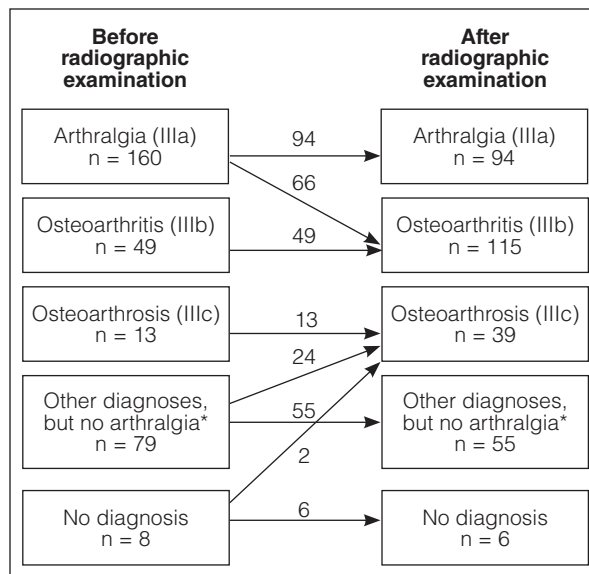 Before
radiographic
examination
After
radiographic
examination
Arthralgia (IIIa)
n = 160
94
66
Arthralgia (IIIa)
n = 94
Osteoarthritis (IIIb)
n = 49
49
Osteoarthritis (IIIb)
n = 115
Osteoarthrosis (IIIc)
n = 13
13
24
Osteoarthrosis (IIIc)
n = 39
Other diagnoses,
but no arthralgia*
n = 79
55
2
Other diagnoses,
but no arthralgia*
n = 55
No diagnosis
n = 8
6
No diagnosis
n = 6